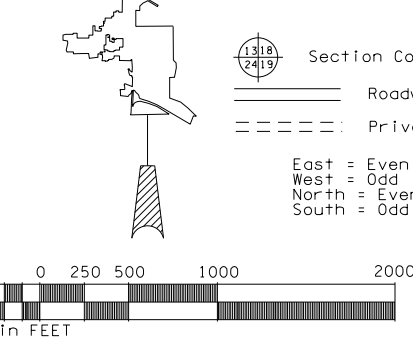 13 18
24 19
Section Co
Roadw
Priv
East = Even
West = Odd
North = Even
South = Odd
0 250 500 1000 2000
in FEET